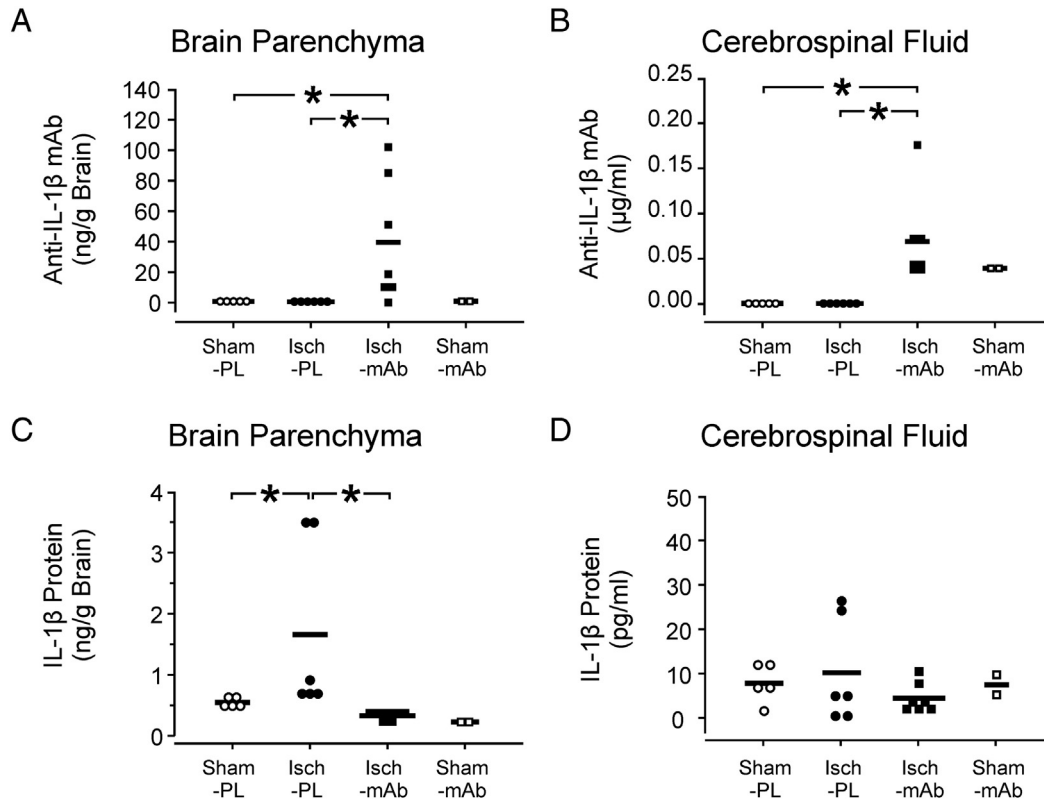 A
Brain Parenchyma
Anti-IL-1β mAb
(ng/g Brain)
140
120
100
80
60
40
20
0
*
*
Sham
-PL
Isch
-PL
Isch
-mAb
Sham
-mAb
B
Cerebrospinal Fluid
Anti-IL-1β mAb
(µg/ml)
0.25
0.20
0.15
0.10
0.05
0.00
*
*
Sham
-PL
Isch
-PL
Isch
-mAb
Sham
-mAb
C
Brain Parenchyma
IL-1β Protein
(ng/g Brain)
4
3
2
1
0
*
*
Sham
-PL
Isch
-PL
Isch
-mAb
Sham
-mAb
D
Cerebrospinal Fluid
IL-1β Protein
(pg/ml)
50
40
30
20
10
0
Sham
-PL
Isch
-PL
Isch
-mAb
Sham
-mAb